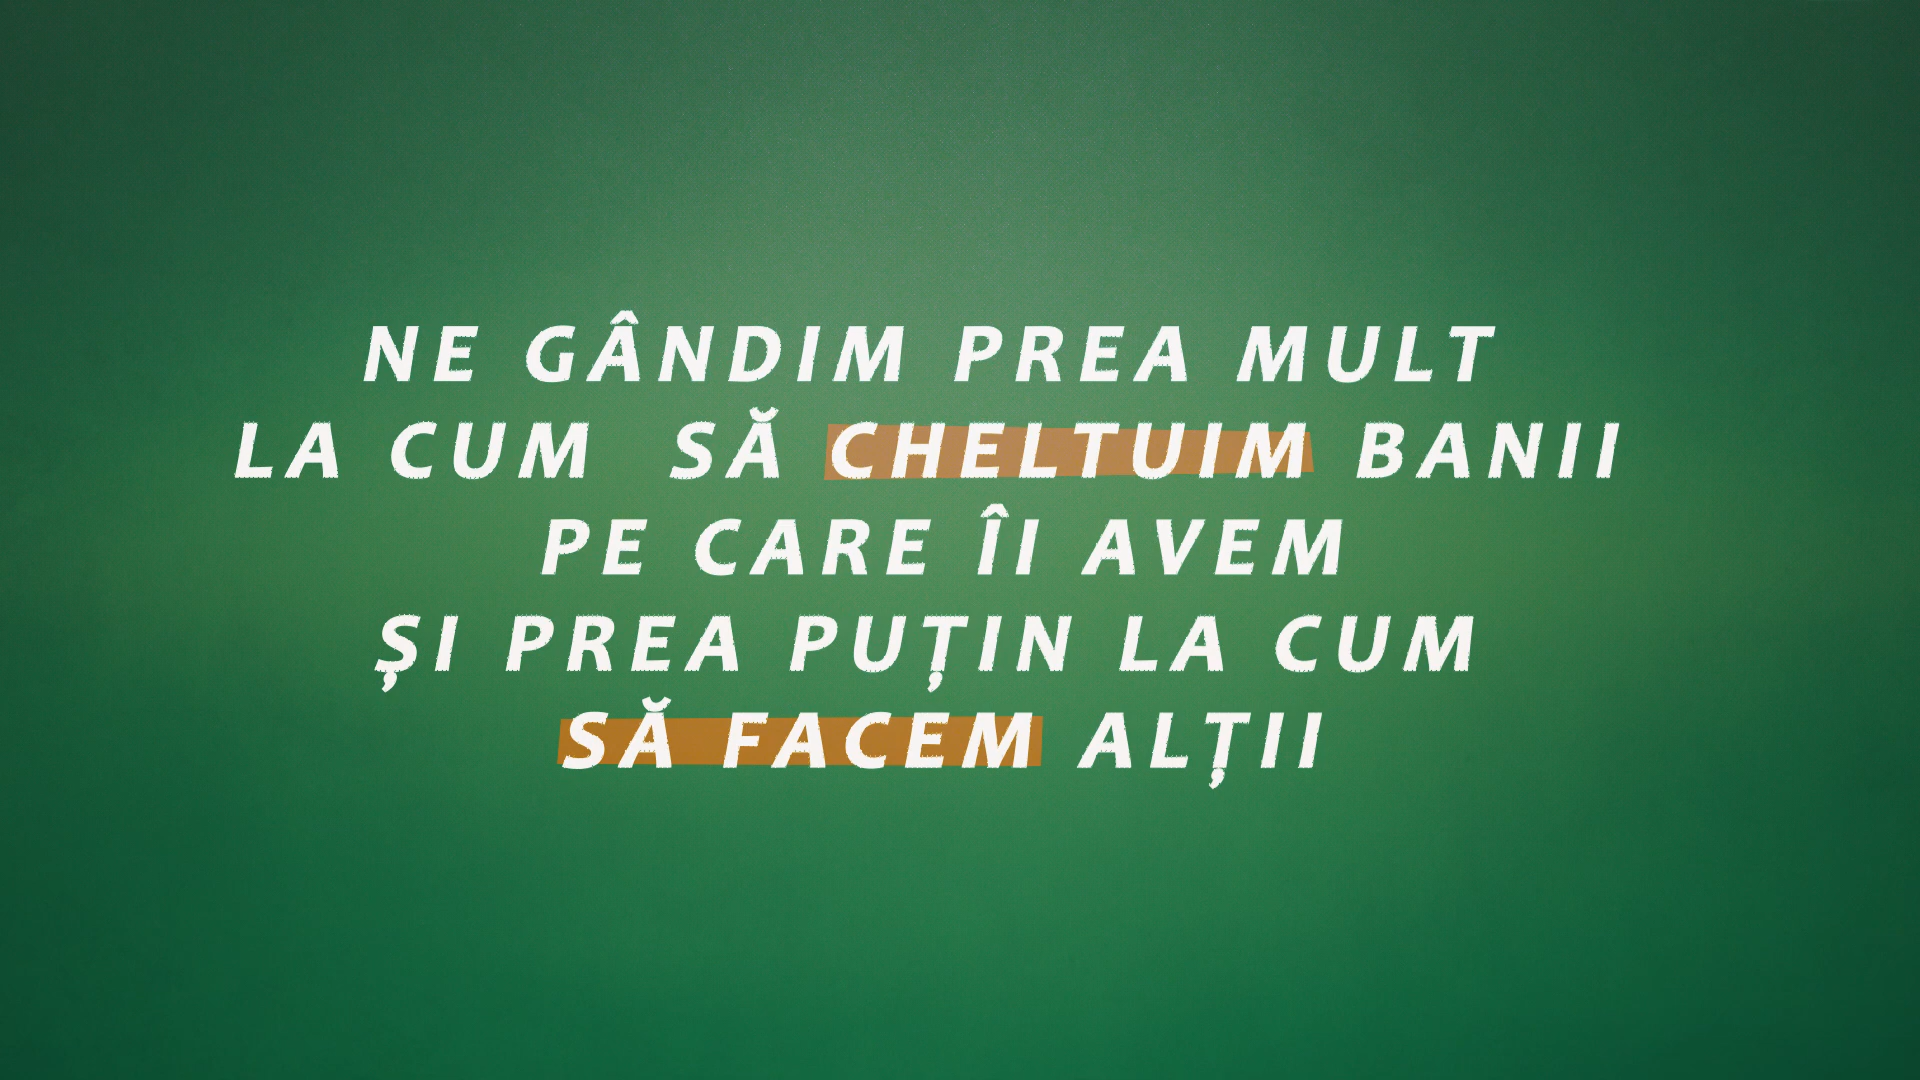 NE GÂNDIM PREA MULT
LA CUM SĂ CHELTUIM BANII
PE CARE ÎI AVEM
ȘI PREA PUȚIN LA CUM
SĂ FACEM ALȚII